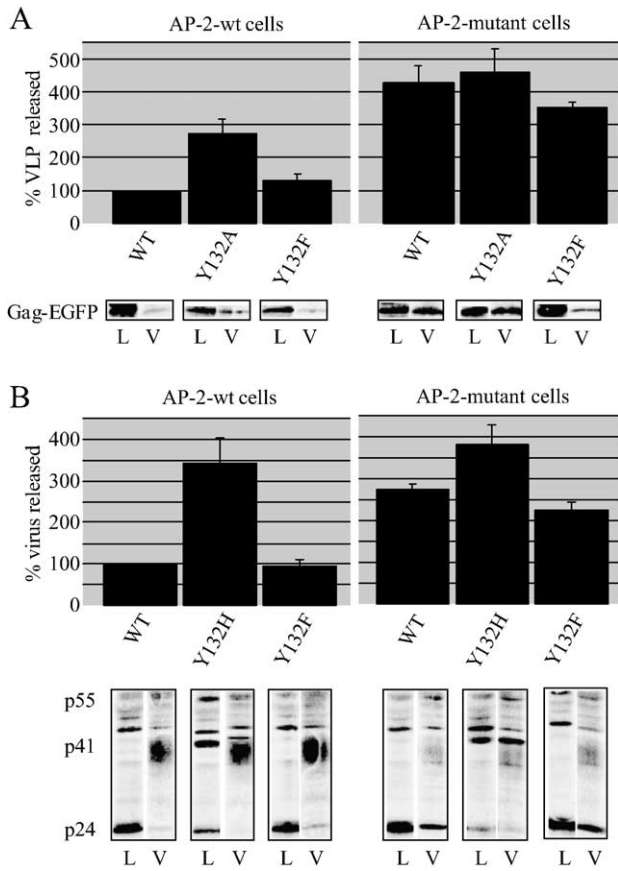 A
AP-2-wt cells
AP-2-mutant cells
% VLP released
500
400
300
200
100
0
WT
Y132A
Y132F
WT
Y132A
Y132F
Gag-EGFP
L V L V L V L V L V L V
B
AP-2-wt cells
AP-2-mutant cells
% virus released
400
300
200
100
0
WT
Y132H
Y132F
WT
Y132H
Y132F
p55
p41
p24
L V L V L V L V L V L V